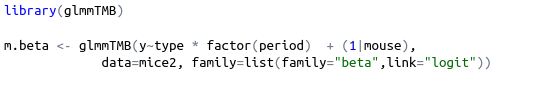 library(glmmTMB)
m.beta <- glmmTMB(y~type * factor(period)  + (1|mouse),
             data=mice2, family=list(family="beta",link="logit"))